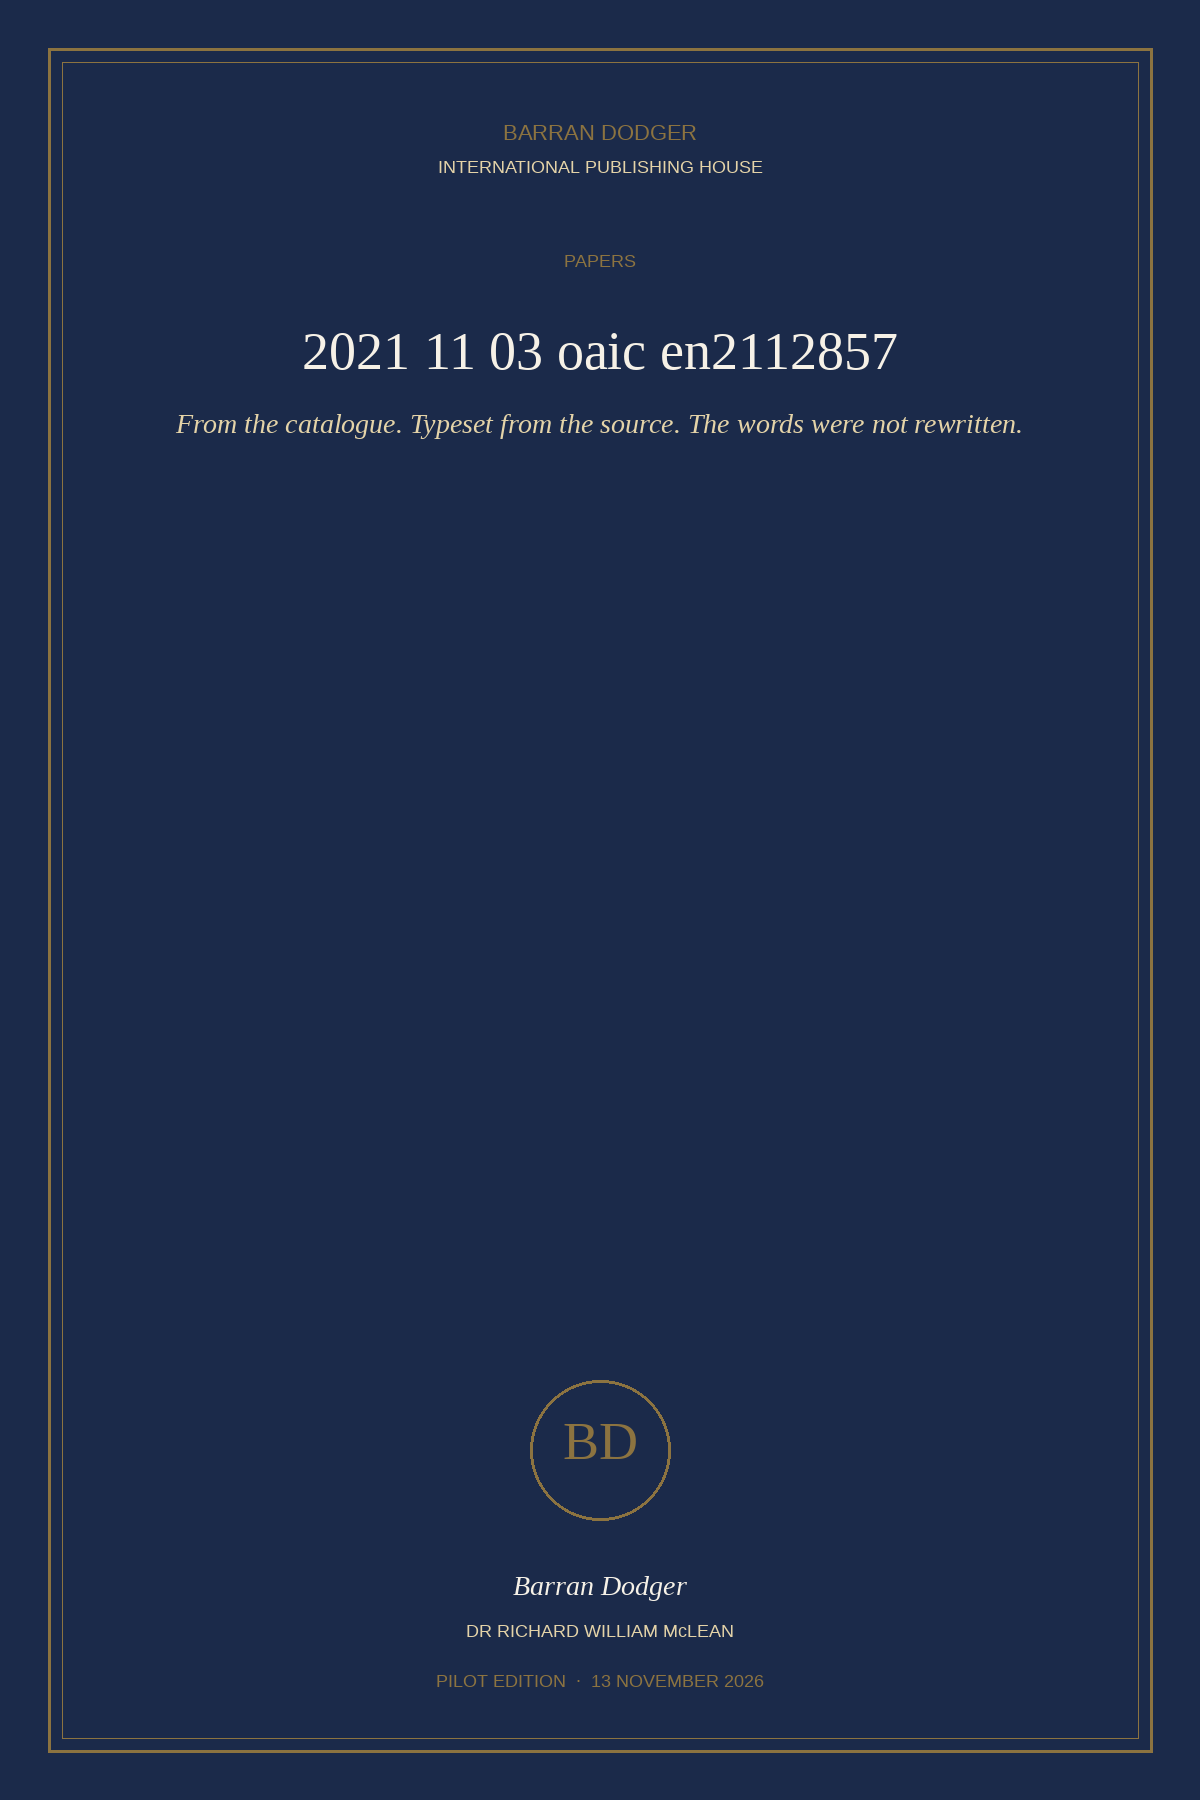 BARRAN DODGER
INTERNATIONAL PUBLISHING HOUSE
PAPERS
2021 11 03 oaic en2112857
From the catalogue. Typeset from the source. The words were not rewritten.
BD
Barran Dodger
DR RICHARD WILLIAM McLEAN
PILOT EDITION · 13 NOVEMBER 2026